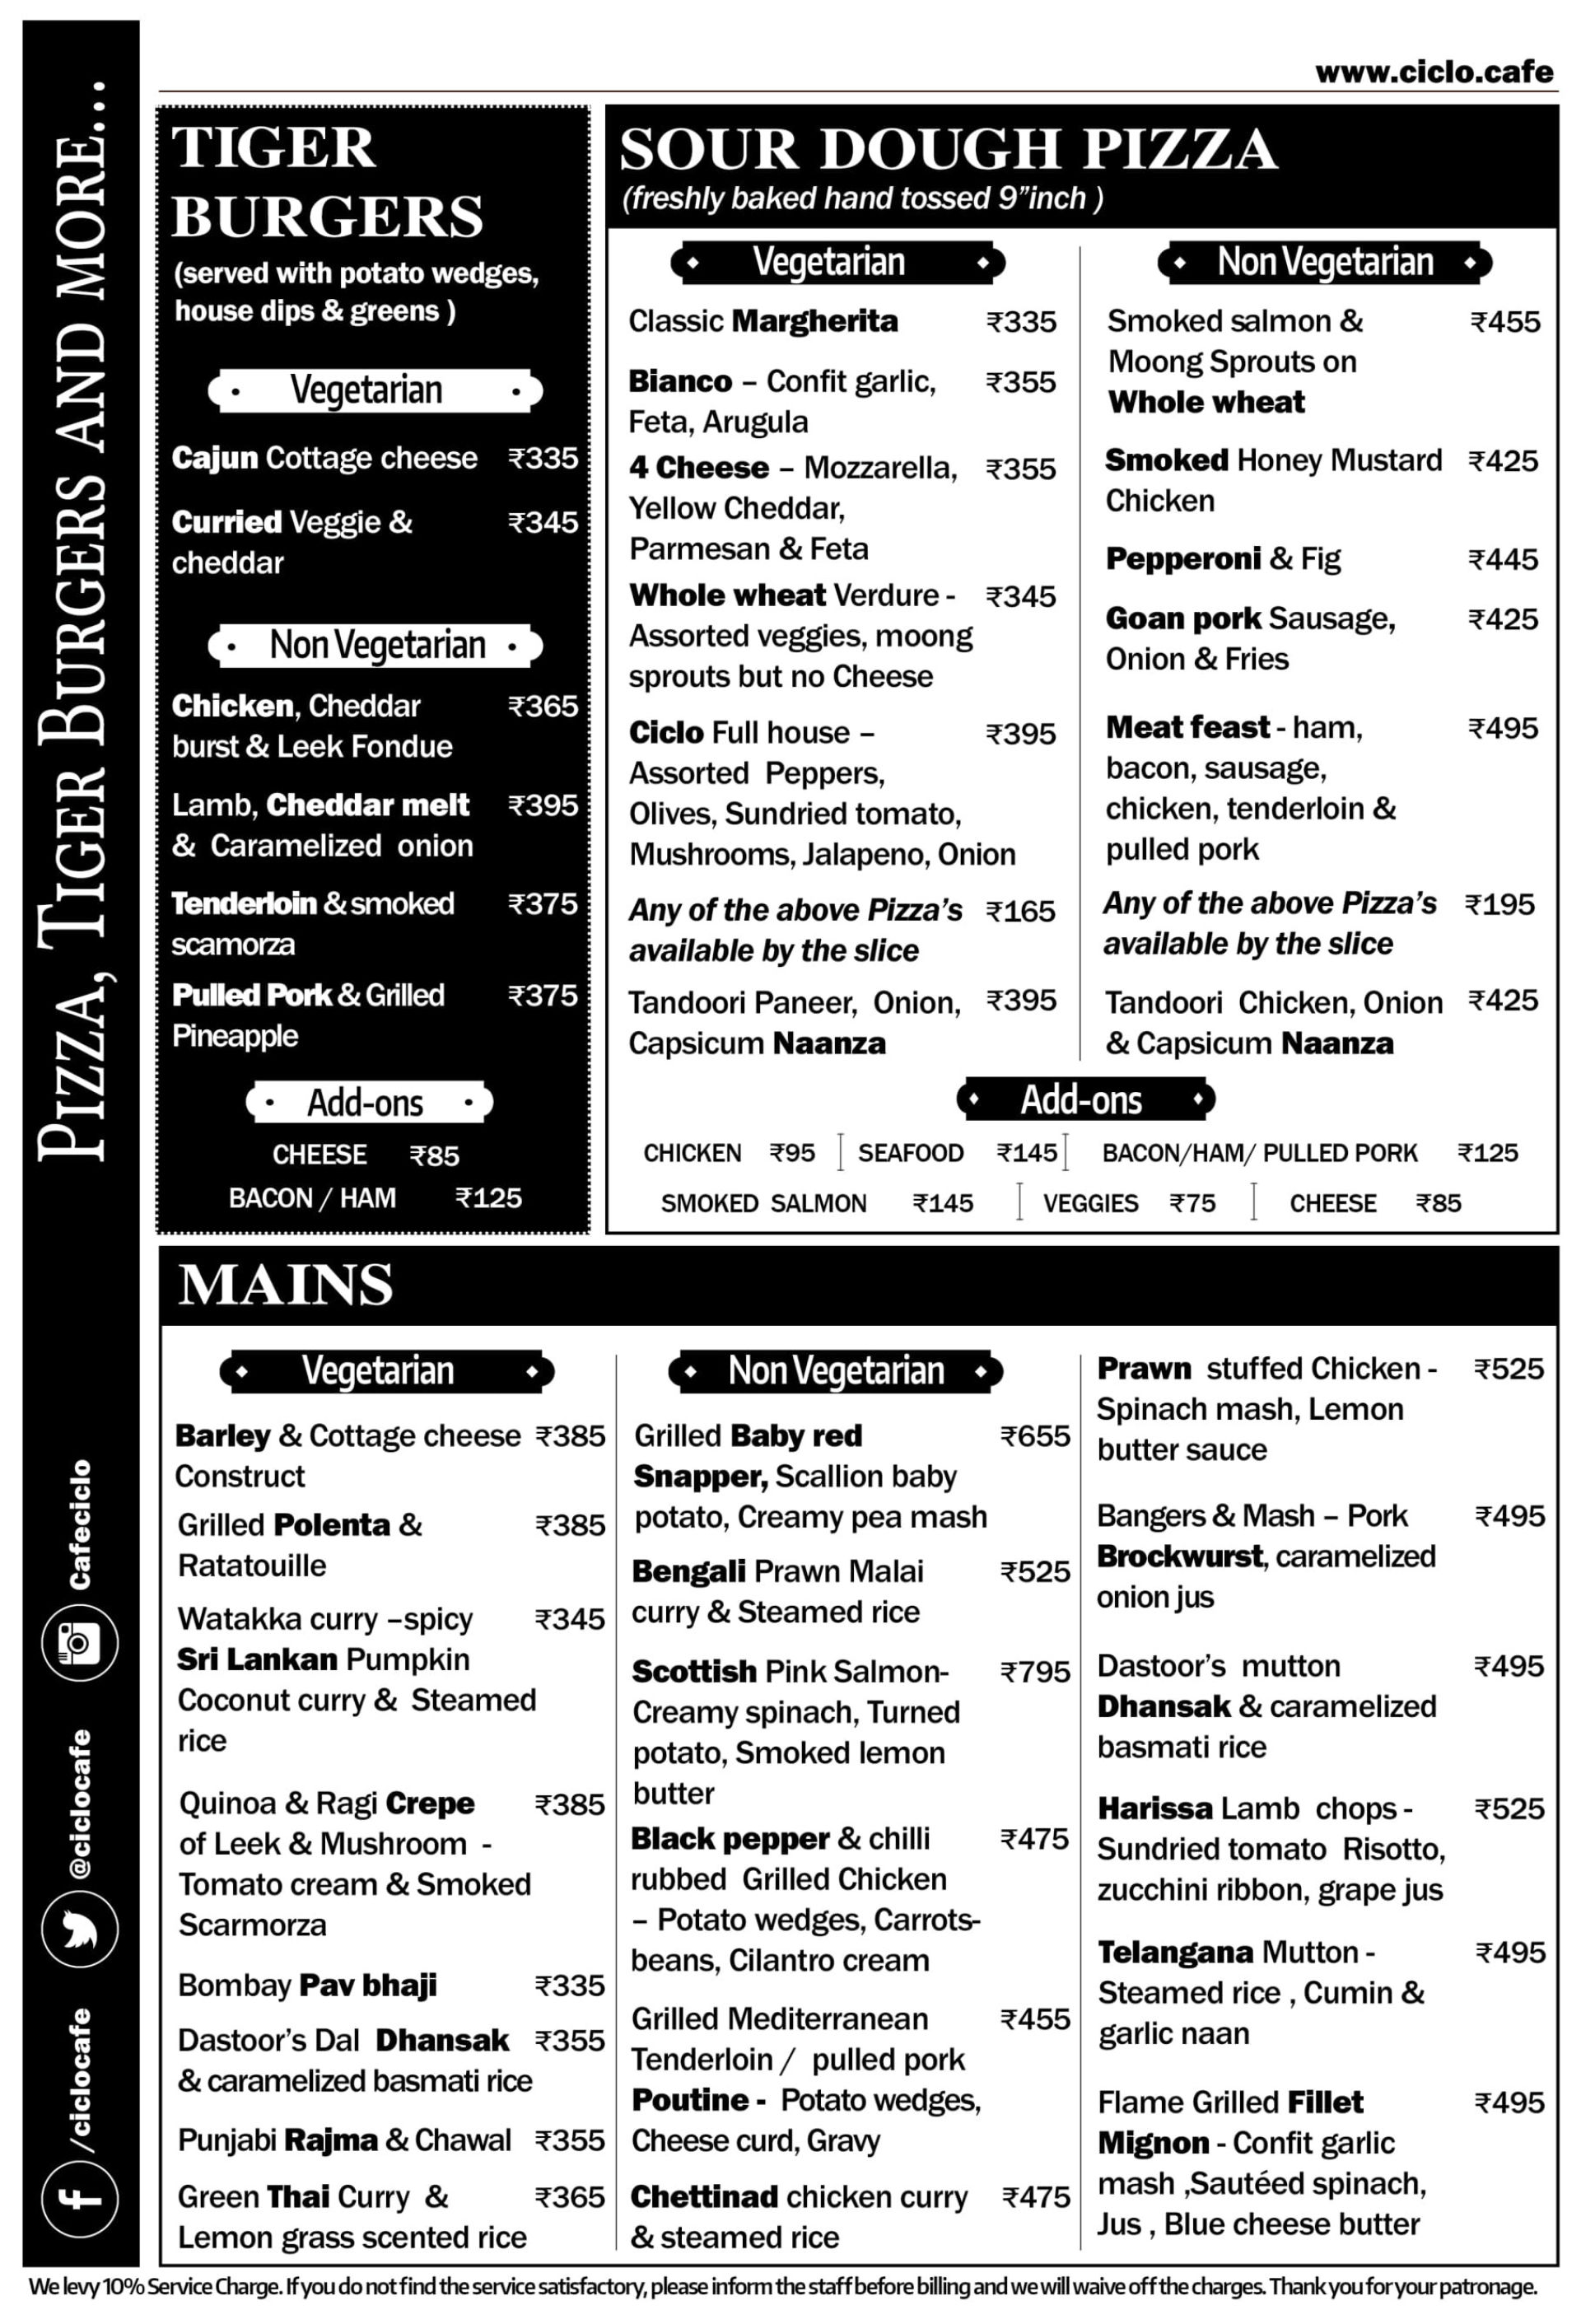 www.ciclo.cafe
PIZZA, TIGER BURGERS AND MORE...
/ciclocafe
@ciclocafe
Cafeciclo
TIGER
BURGERS
(served with potato wedges,
house dips & greens )
Vegetarian
Cajun Cottage cheese ₹335
Curried Veggie & ₹345
cheddar
Non Vegetarian
Chicken, Cheddar ₹365
burst & Leek Fondue
Lamb, Cheddar melt ₹395
& Caramelized onion
Tenderloin & smoked ₹375
scamorza
Pulled Pork & Grilled ₹375
Pineapple
Add-ons
CHEESE ₹85
BACON / HAM ₹125
SOUR DOUGH PIZZA
(freshly baked hand tossed 9"inch )
Vegetarian
Classic Margherita ₹335
Bianco – Confit garlic, ₹355
Feta, Arugula
4 Cheese – Mozzarella, ₹355
Yellow Cheddar,
Parmesan & Feta
Whole wheat Verdure - ₹345
Assorted veggies, moong
sprouts but no Cheese
Ciclo Full house – ₹395
Assorted Peppers,
Olives, Sundried tomato,
Mushrooms, Jalapeno, Onion
Any of the above Pizza's ₹165
available by the slice
Tandoori Paneer, Onion, ₹395
Capsicum Naanza
Non Vegetarian
Smoked salmon & ₹455
Moong Sprouts on
Whole wheat
Smoked Honey Mustard ₹425
Chicken
Pepperoni & Fig ₹445
Goan pork Sausage, ₹425
Onion & Fries
Meat feast - ham, ₹495
bacon, sausage,
chicken, tenderloin &
pulled pork
Any of the above Pizza's ₹195
available by the slice
Tandoori Chicken, Onion ₹425
& Capsicum Naanza
Add-ons
CHICKEN ₹95 SEAFOOD ₹145 BACON/HAM/ PULLED PORK ₹125
SMOKED SALMON ₹145 VEGGIES ₹75 CHEESE ₹85
MAINS
Vegetarian
Barley & Cottage cheese ₹385
Construct
Grilled Polenta & ₹385
Ratatouille
Watakka curry –spicy ₹345
Sri Lankan Pumpkin
Coconut curry & Steamed
rice
Quinoa & Ragi Crepe ₹385
of Leek & Mushroom -
Tomato cream & Smoked
Scarmorza
Bombay Pav bhaji ₹335
Dastoor's Dal Dhansak ₹355
& caramelized basmati rice
Punjabi Rajma & Chawal ₹355
Green Thai Curry & ₹365
Lemon grass scented rice
Non Vegetarian
Grilled Baby red ₹655
Snapper, Scallion baby
potato, Creamy pea mash
Bengali Prawn Malai ₹525
curry & Steamed rice
Scottish Pink Salmon- ₹795
Creamy spinach, Turned
potato, Smoked lemon
butter
Black pepper & chilli ₹475
rubbed Grilled Chicken
– Potato wedges, Carrots-
beans, Cilantro cream
Grilled Mediterranean ₹455
Tenderloin / pulled pork
Poutine - Potato wedges,
Cheese curd, Gravy
Chettinad chicken curry ₹475
& steamed rice
Prawn stuffed Chicken - ₹525
Spinach mash, Lemon
butter sauce
Bangers & Mash – Pork ₹495
Brockwurst, caramelized
onion jus
Dastoor's mutton ₹495
Dhansak & caramelized
basmati rice
Harissa Lamb chops - ₹525
Sundried tomato Risotto,
zucchini ribbon, grape jus
Telangana Mutton - ₹495
Steamed rice , Cumin &
garlic naan
Flame Grilled Fillet ₹495
Mignon - Confit garlic
mash ,Sautéed spinach,
Jus , Blue cheese butter
We levy 10% Service Charge. If you do not find the service satisfactory, please inform the staff before billing and we will waive off the charges. Thank you for your patronage.